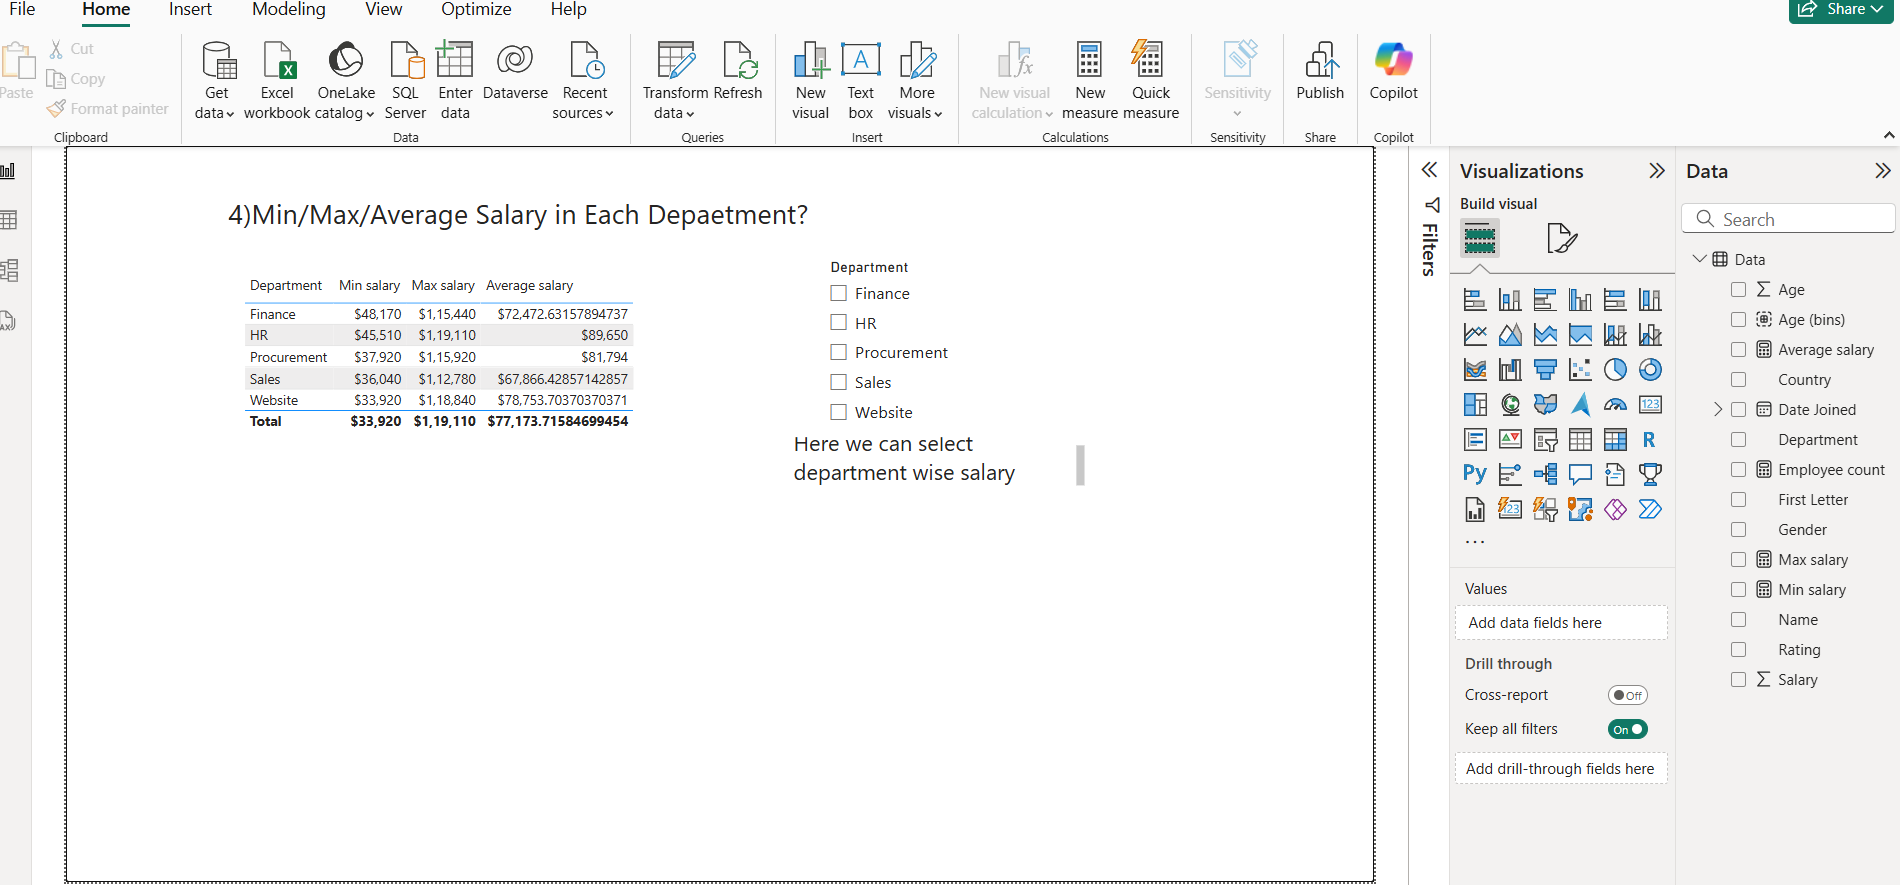 File Home Insert Modeling View Optimize Help Share
Paste Cut Copy Format painter
Get data Excel workbook OneLake catalog SQL Server Enter data Dataverse Recent sources Transform data Refresh New visual Text box More visuals New visual calculation New measure Quick measure Sensitivity Publish Copilot
Clipboard Data Queries Insert Calculations Sensitivity Share Copilot
4)Min/Max/Average Salary in Each Depaetment?
Department Min salary Max salary Average salary
Finance $48,170 $1,15,440 $72,472.63157894737
HR $45,510 $1,19,110 $89,650
Procurement $37,920 $1,15,920 $81,794
Sales $36,040 $1,12,780 $67,866.42857142857
Website $33,920 $1,18,840 $78,753.70370370371
Total $33,920 $1,19,110 $77,173.71584699454
Department
Finance
HR
Procurement
Sales
Website
Here we can select
department wise salary
Filters
Visualizations
Build visual
123
R
Py
123
...
Values
Add data fields here
Drill through
Cross-report Off
Keep all filters On
Add drill-through fields here
Data
Search
Data
Age
Age (bins)
Average salary
Country
Date Joined
Department
Employee count
First Letter
Gender
Max salary
Min salary
Name
Rating
Salary